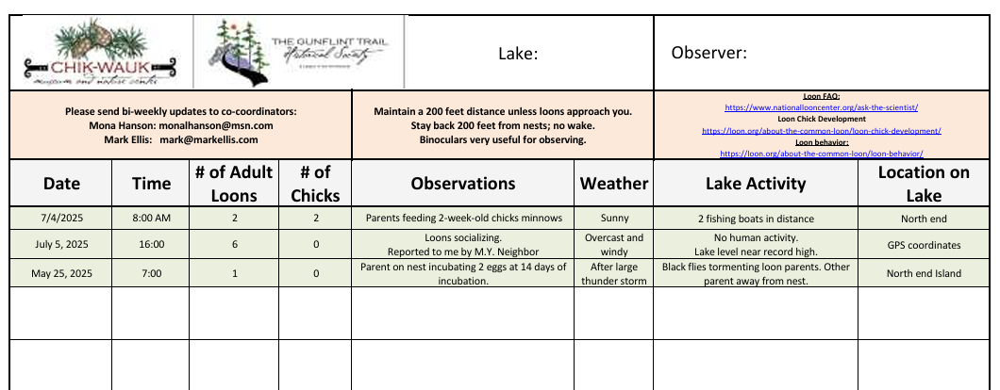 CHIK-WAUK
museum and nature center
THE GUNFLINT TRAIL
Historical Society
Lake:
Observer:
Please send bi-weekly updates to co-coordinators:
Mona Hanson: monalhanson@msn.com
Mark Ellis: mark@markellis.com
Maintain a 200 feet distance unless loons approach you.
Stay back 200 feet from nests; no wake.
Binoculars very useful for observing.
Loon FAQ:
https://www.nationallooncenter.org/ask-the-scientist/
Loon Chick Development
https://loon.org/about-the-common-loon/loon-chick-development/
Loon behavior:
https://loon.org/about-the-common-loon/loon-behavior/
Date
Time
# of Adult
Loons
# of
Chicks
Observations
Weather
Lake Activity
Location on
Lake
7/4/2025
8:00 AM
2
2
Parents feeding 2-week-old chicks minnows
Sunny
2 fishing boats in distance
North end
July 5, 2025
16:00
6
0
Loons socializing.
Reported to me by M.Y. Neighbor
Overcast and
windy
No human activity.
Lake level near record high.
GPS coordinates
May 25, 2025
7:00
1
0
Parent on nest incubating 2 eggs at 14 days of
incubation.
After large
thunder storm
Black flies tormenting loon parents. Other
parent away from nest.
North end Island